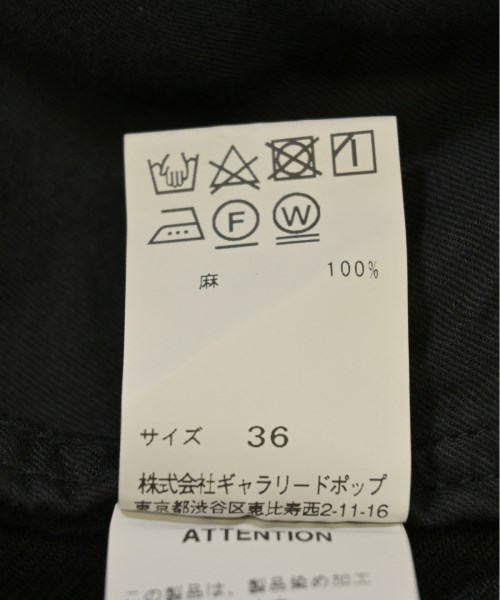 F W
麻 100%
サイズ 36
株式会社ギャラリードポップ
東京都渋谷区恵比寿西2-11-16
ATTENTION
この製品は、製品染め加工